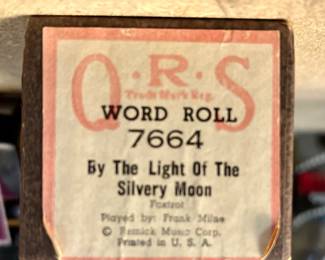 Q·R·S
Trade Mark Reg.
WORD ROLL
7664
By The Light Of The
Silvery Moon
Foxtrot
Played by: Frank Milne
© Remick Music Corp.
Printed in U. S. A.